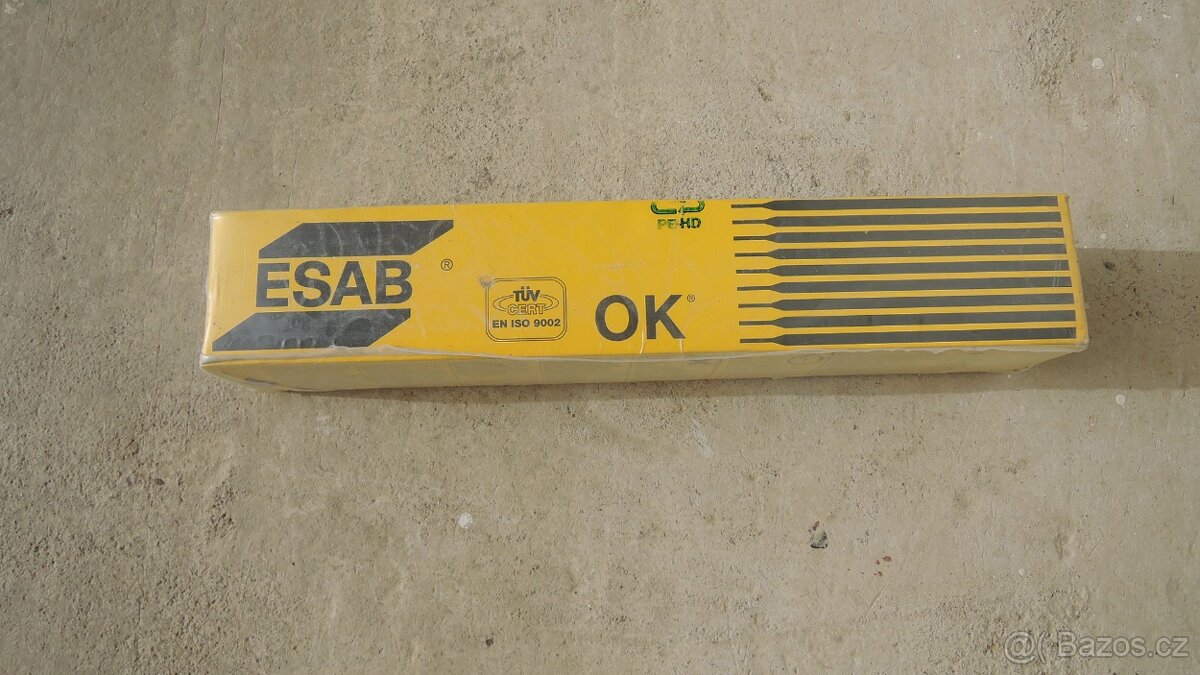 ESAB ®
PE-HD
TÜV
CERT
EN ISO 9002
OK ®
@( Bazos.cz